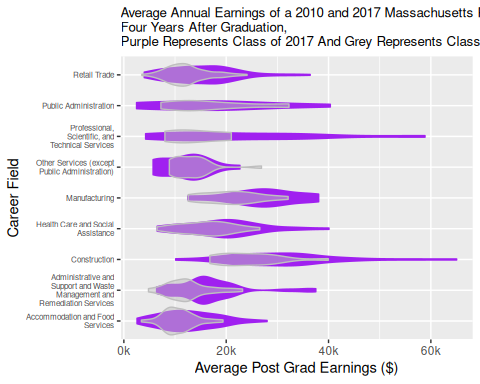 Average Annual Earnings of a 2010 and 2017 Massachusetts
Four Years After Graduation,
Purple Represents Class of 2017 And Grey Represents Class
Career Field
Retail Trade
Public Administration
Professional,
Scientific, and
Technical Services
Other Services (except
Public Administration)
Manufacturing
Health Care and Social
Assistance
Construction
Administrative and
Support and Waste
Management and
Remediation Services
Accommodation and Food
Services
0k 20k 40k 60k
Average Post Grad Earnings ($)